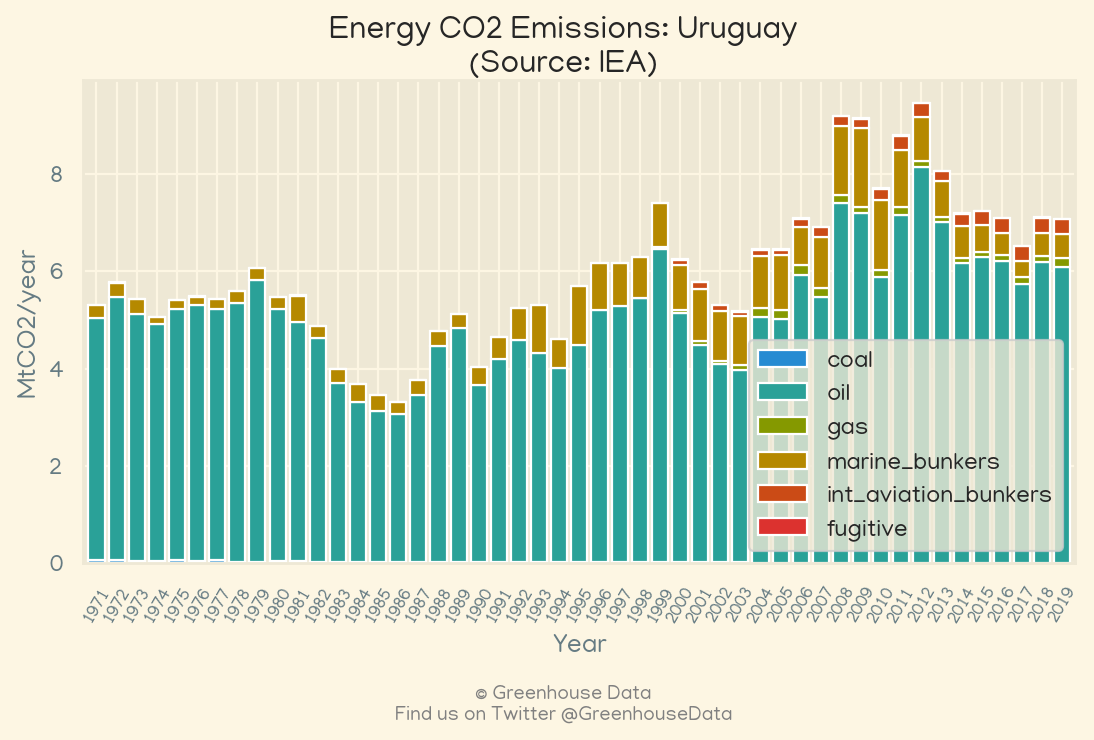 Energy CO2 Emissions: Uruguay
(Source: IEA)
MtCO2/year
8
6
4
2
0
coal
oil
gas
marine_bunkers
int_aviation_bunkers
fugitive
1971 1972 1973 1974 1975 1976 1977 1978 1979 1980 1981 1982 1983 1984 1985 1986 1987 1988 1989 1990 1991 1992 1993 1994 1995 1996 1997 1998 1999 2000 2001 2002 2003 2004 2005 2006 2007 2008 2009 2010 2011 2012 2013 2014 2015 2016 2017 2018 2019
Year
© Greenhouse Data
Find us on Twitter @GreenhouseData